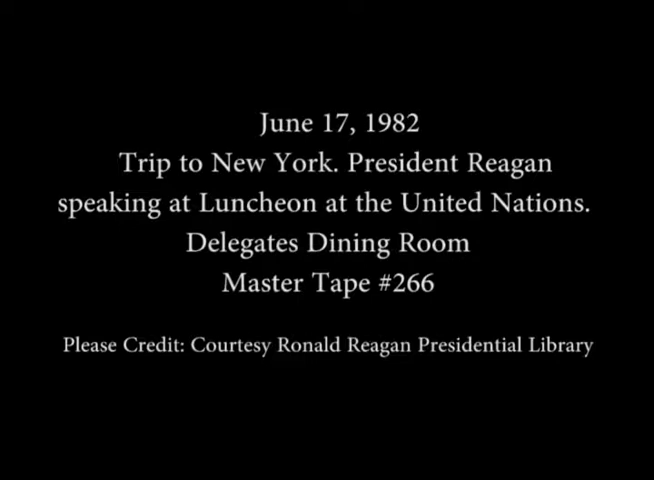 June 17, 1982
Trip to New York. President Reagan
speaking at Luncheon at the United Nations.
Delegates Dining Room
Master Tape #266
Please Credit: Courtesy Ronald Reagan Presidential Library